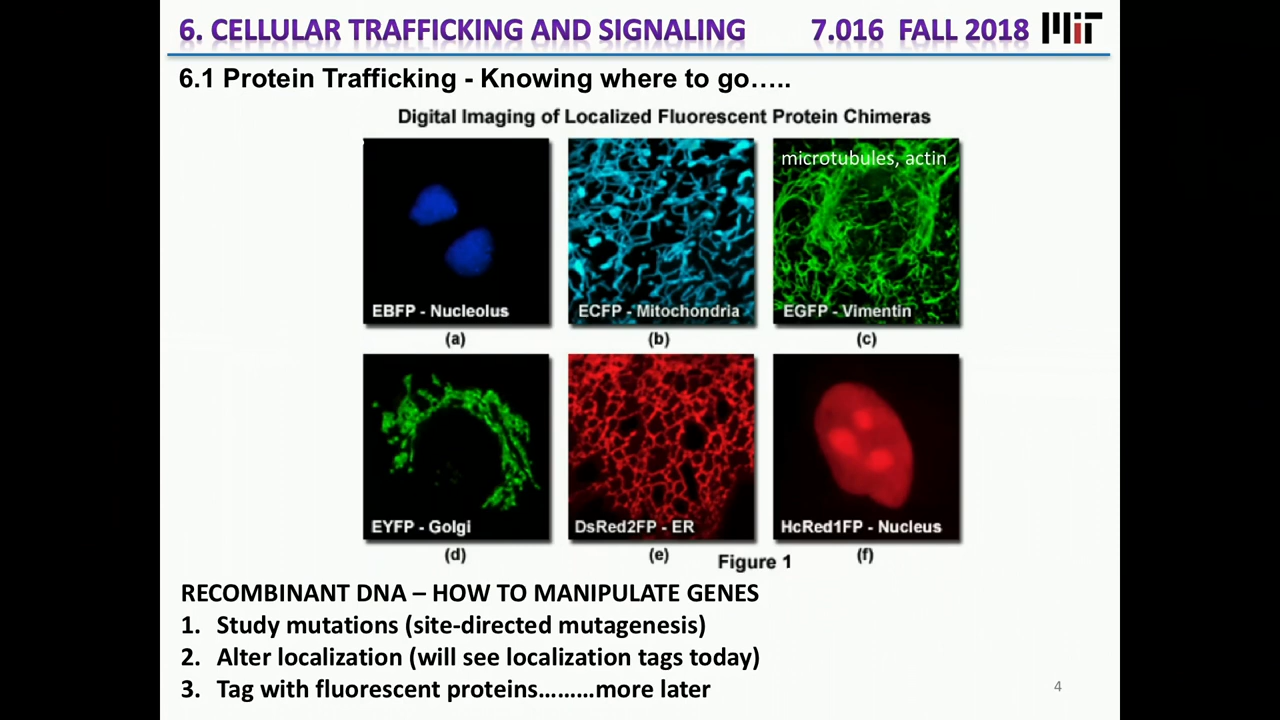 6. CELLULAR TRAFFICKING AND SIGNALING 7.016 FALL 2018 MIT
6.1 Protein Trafficking - Knowing where to go…..
Digital Imaging of Localized Fluorescent Protein Chimeras
microtubules, actin
EBFP - Nucleolus ECFP - Mitochondria EGFP - Vimentin
(a) (b) (c)
EYFP - Golgi DsRed2FP - ER HcRed1FP - Nucleus
(d) (e) (f)
Figure 1
RECOMBINANT DNA – HOW TO MANIPULATE GENES
1. Study mutations (site-directed mutagenesis)
2. Alter localization (will see localization tags today)
3. Tag with fluorescent proteins………more later
4